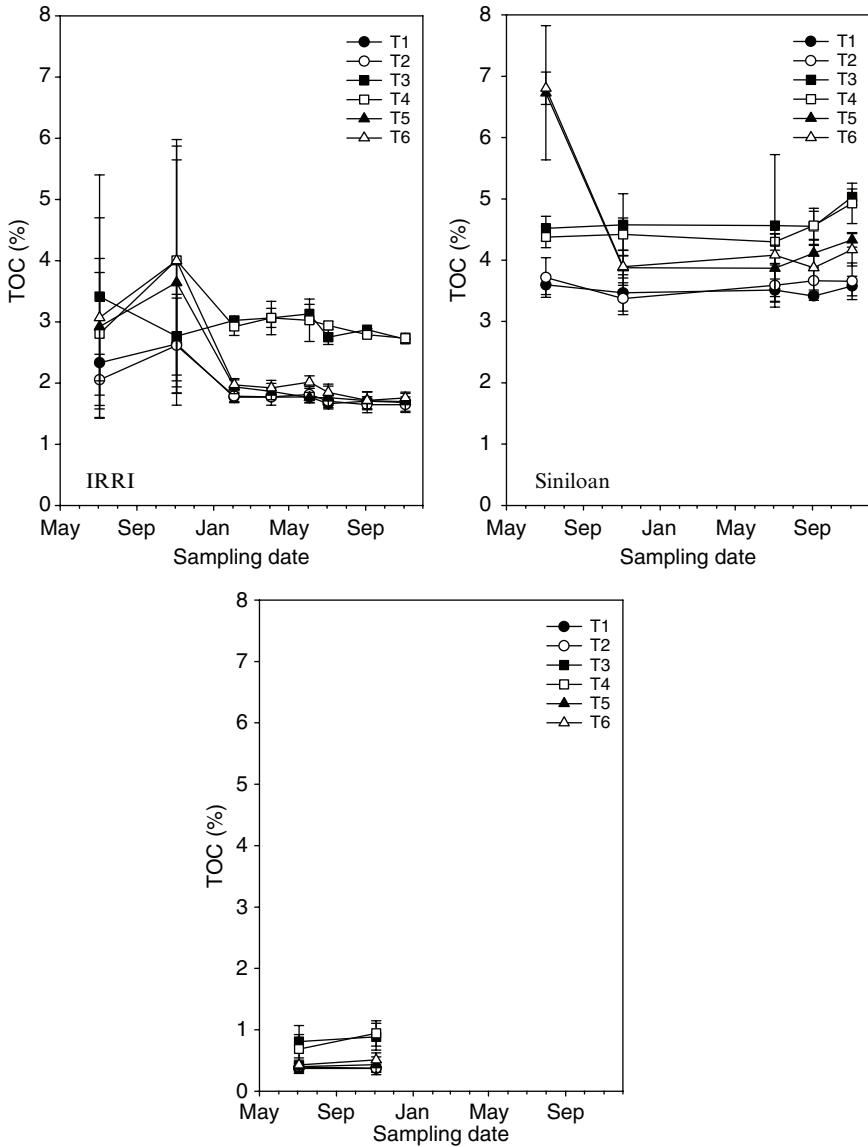 8
7
6
5
4
3
2
1
0
TOC (%)
T1
T2
T3
T4
T5
T6
IRRI
May Sep Jan May Sep
Sampling date
8
7
6
5
4
3
2
1
0
TOC (%)
T1
T2
T3
T4
T5
T6
Siniloan
May Sep Jan May Sep
Sampling date
8
7
6
5
4
3
2
1
0
TOC (%)
T1
T2
T3
T4
T5
T6
May Sep Jan May Sep
Sampling date